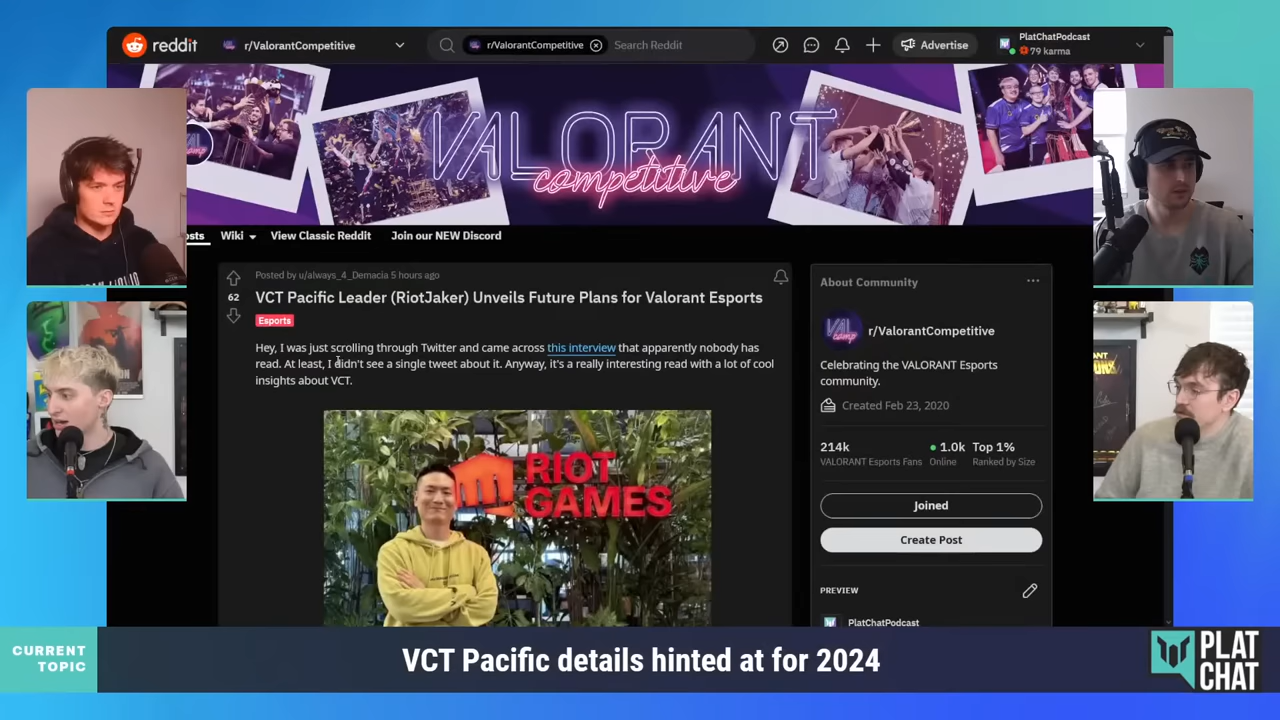 reddit
r/ValorantCompetitive
r/ValorantCompetitive
Search Reddit
Advertise
PlatChatPodcast
79 karma
VALORANT
competitive
Wiki
View Classic Reddit
Join our NEW Discord
Posted by u/always_4_Demacia 5 hours ago
62
VCT Pacific Leader (RiotJaker) Unveils Future Plans for Valorant Esports
Esports
Hey, I was just scrolling through Twitter and came across this interview that apparently nobody has
read. At least, I didn't see a single tweet about it. Anyway, it's a really interesting read with a lot of cool
insights about VCT.
RIOT
GAMES
About Community
VAL
comp
r/ValorantCompetitive
Celebrating the VALORANT Esports
community.
Created Feb 23, 2020
214k
1.0k
Top 1%
VALORANT Esports Fans
Online
Ranked by Size
Joined
Create Post
PREVIEW
PlatChatPodcast
CURRENT
TOPIC
VCT Pacific details hinted at for 2024
PLAT
CHAT